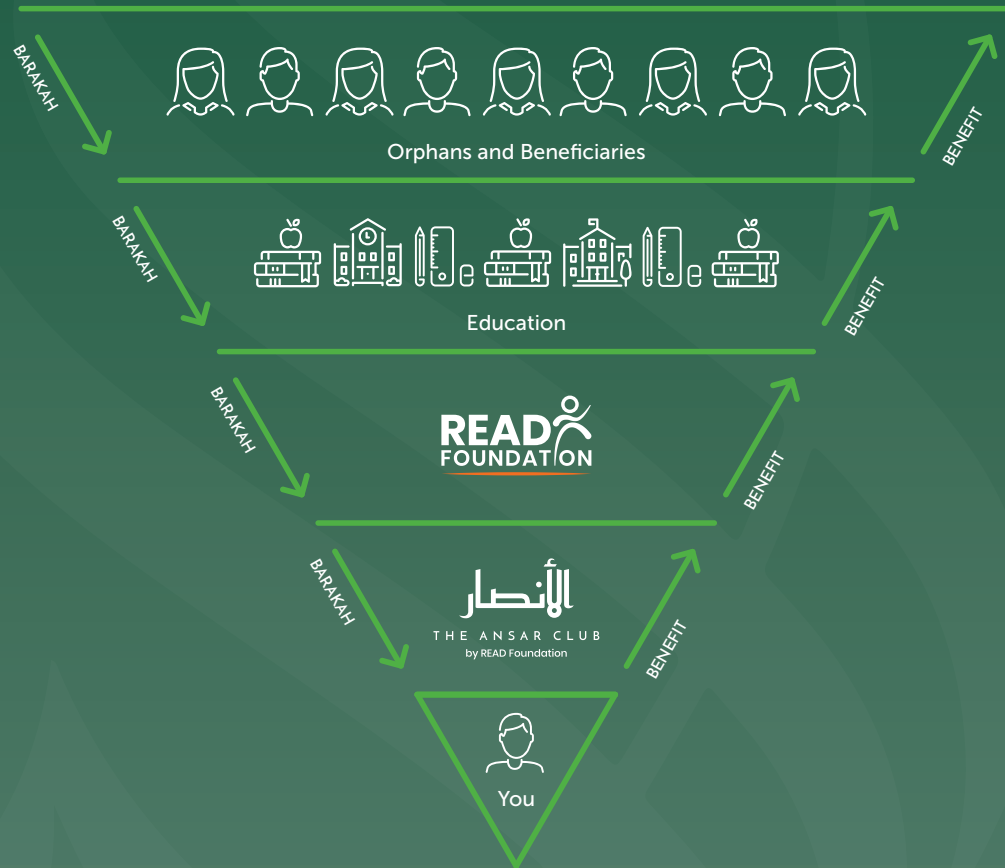 BARAKAH
BENEFIT
Orphans and Beneficiaries
BARAKAH
BENEFIT
Education
BARAKAH
BENEFIT
READ
FOUNDATION
BARAKAH
BENEFIT
الأنصار
THE ANSAR CLUB
by READ Foundation
You